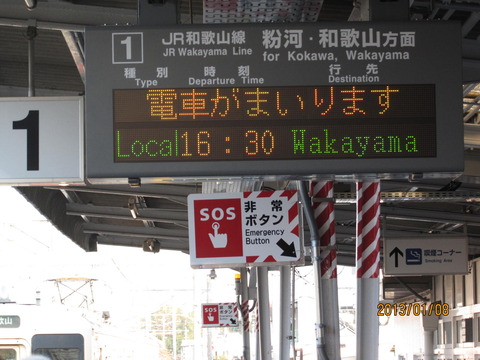 1
JR和歌山線
JR Wakayama Line
粉河・和歌山方面
for Kokawa, Wakayama
種別
Type
時刻
Departure Time
行先
Destination
電車がまいります
Local 16:30 Wakayama
1
SOS
非常
ボタン
Emergency
Button
喫煙コーナー
Smoking Area
SOS
2013/01/08